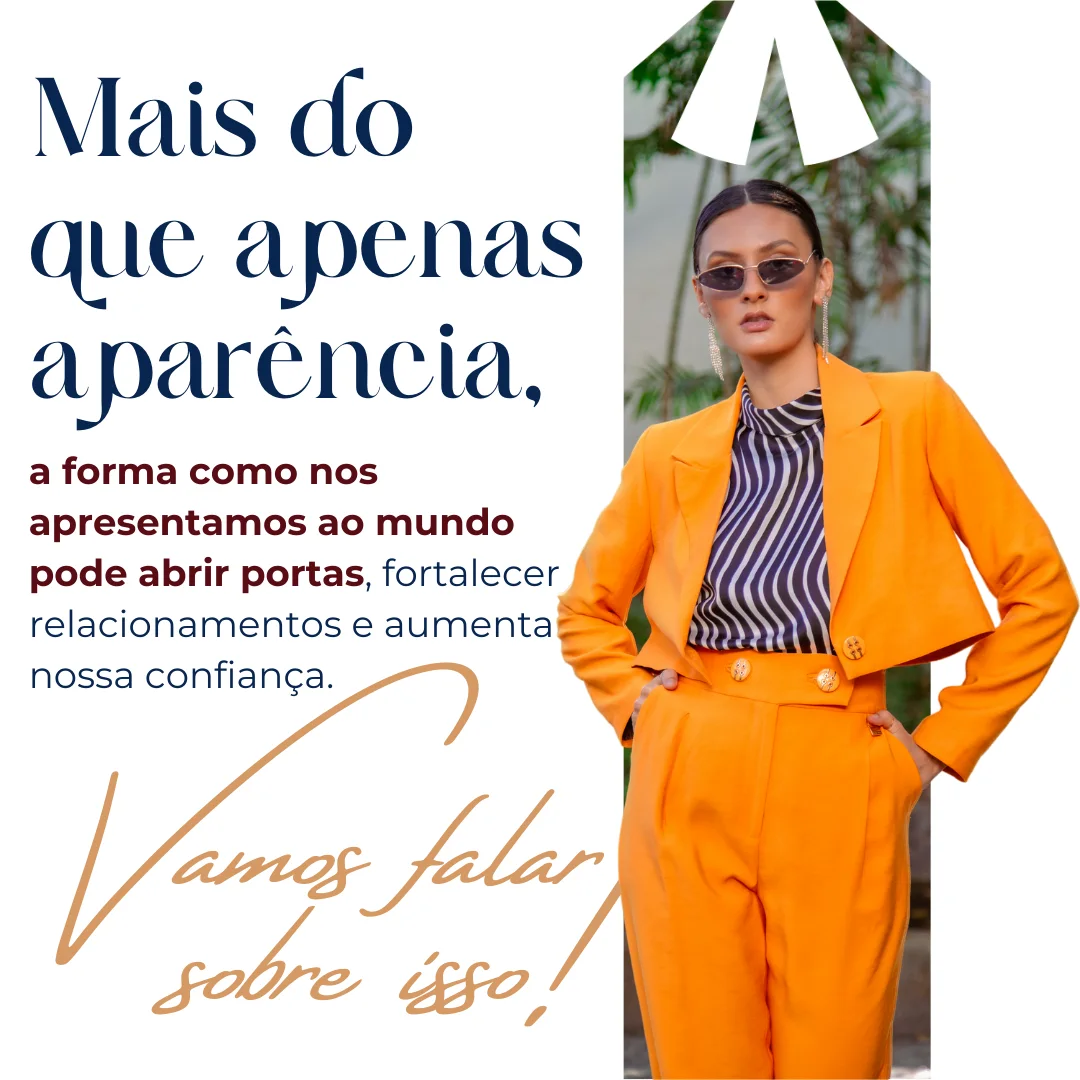 Mais do
que apenas
aparência,
a forma como nos
apresentamos ao mundo
pode abrir portas, fortalecer
relacionamentos e aumenta
nossa confiança.
Vamos falar
sobre isso!